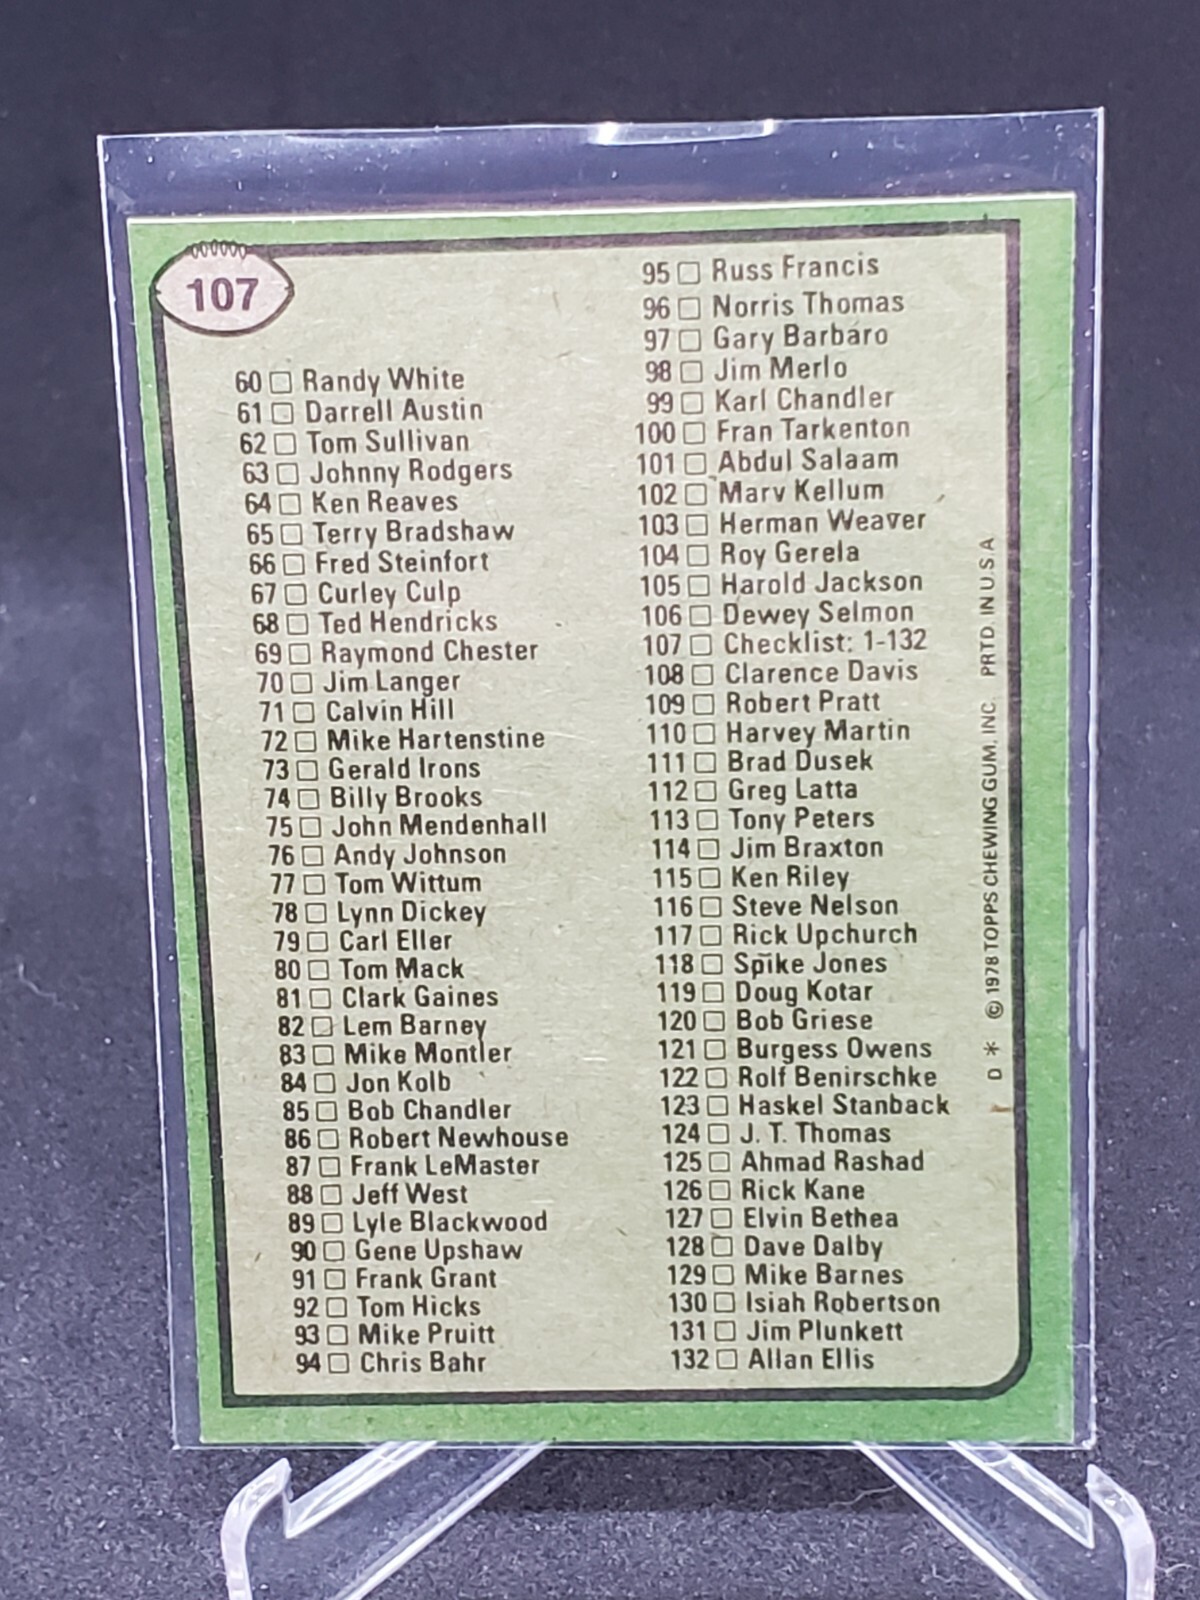 107
60 Randy White
61 Darrell Austin
62 Tom Sullivan
63 Johnny Rodgers
64 Ken Reaves
65 Terry Bradshaw
66 Fred Steinfort
67 Curley Culp
68 Ted Hendricks
69 Raymond Chester
70 Jim Langer
71 Calvin Hill
72 Mike Hartenstine
73 Gerald Irons
74 Billy Brooks
75 John Mendenhall
76 Andy Johnson
77 Tom Wittum
78 Lynn Dickey
79 Carl Eller
80 Tom Mack
81 Clark Gaines
82 Lem Barney
83 Mike Montler
84 Jon Kolb
85 Bob Chandler
86 Robert Newhouse
87 Frank LeMaster
88 Jeff West
89 Lyle Blackwood
90 Gene Upshaw
91 Frank Grant
92 Tom Hicks
93 Mike Pruitt
94 Chris Bahr
95 Russ Francis
96 Norris Thomas
97 Gary Barbaro
98 Jim Merlo
99 Karl Chandler
100 Fran Tarkenton
101 Abdul Salaam
102 Marv Kellum
103 Herman Weaver
104 Roy Gerela
105 Harold Jackson
106 Dewey Selmon
107 Checklist: 1-132
108 Clarence Davis
109 Robert Pratt
110 Harvey Martin
111 Brad Dusek
112 Greg Latta
113 Tony Peters
114 Jim Braxton
115 Ken Riley
116 Steve Nelson
117 Rick Upchurch
118 Spike Jones
119 Doug Kotar
120 Bob Griese
121 Burgess Owens
122 Rolf Benirschke
123 Haskel Stanback
124 J. T. Thomas
125 Ahmad Rashad
126 Rick Kane
127 Elvin Bethea
128 Dave Dalby
129 Mike Barnes
130 Isiah Robertson
131 Jim Plunkett
132 Allan Ellis
D * © 1978 TOPPS CHEWING GUM, INC. PRTD. IN U.S.A